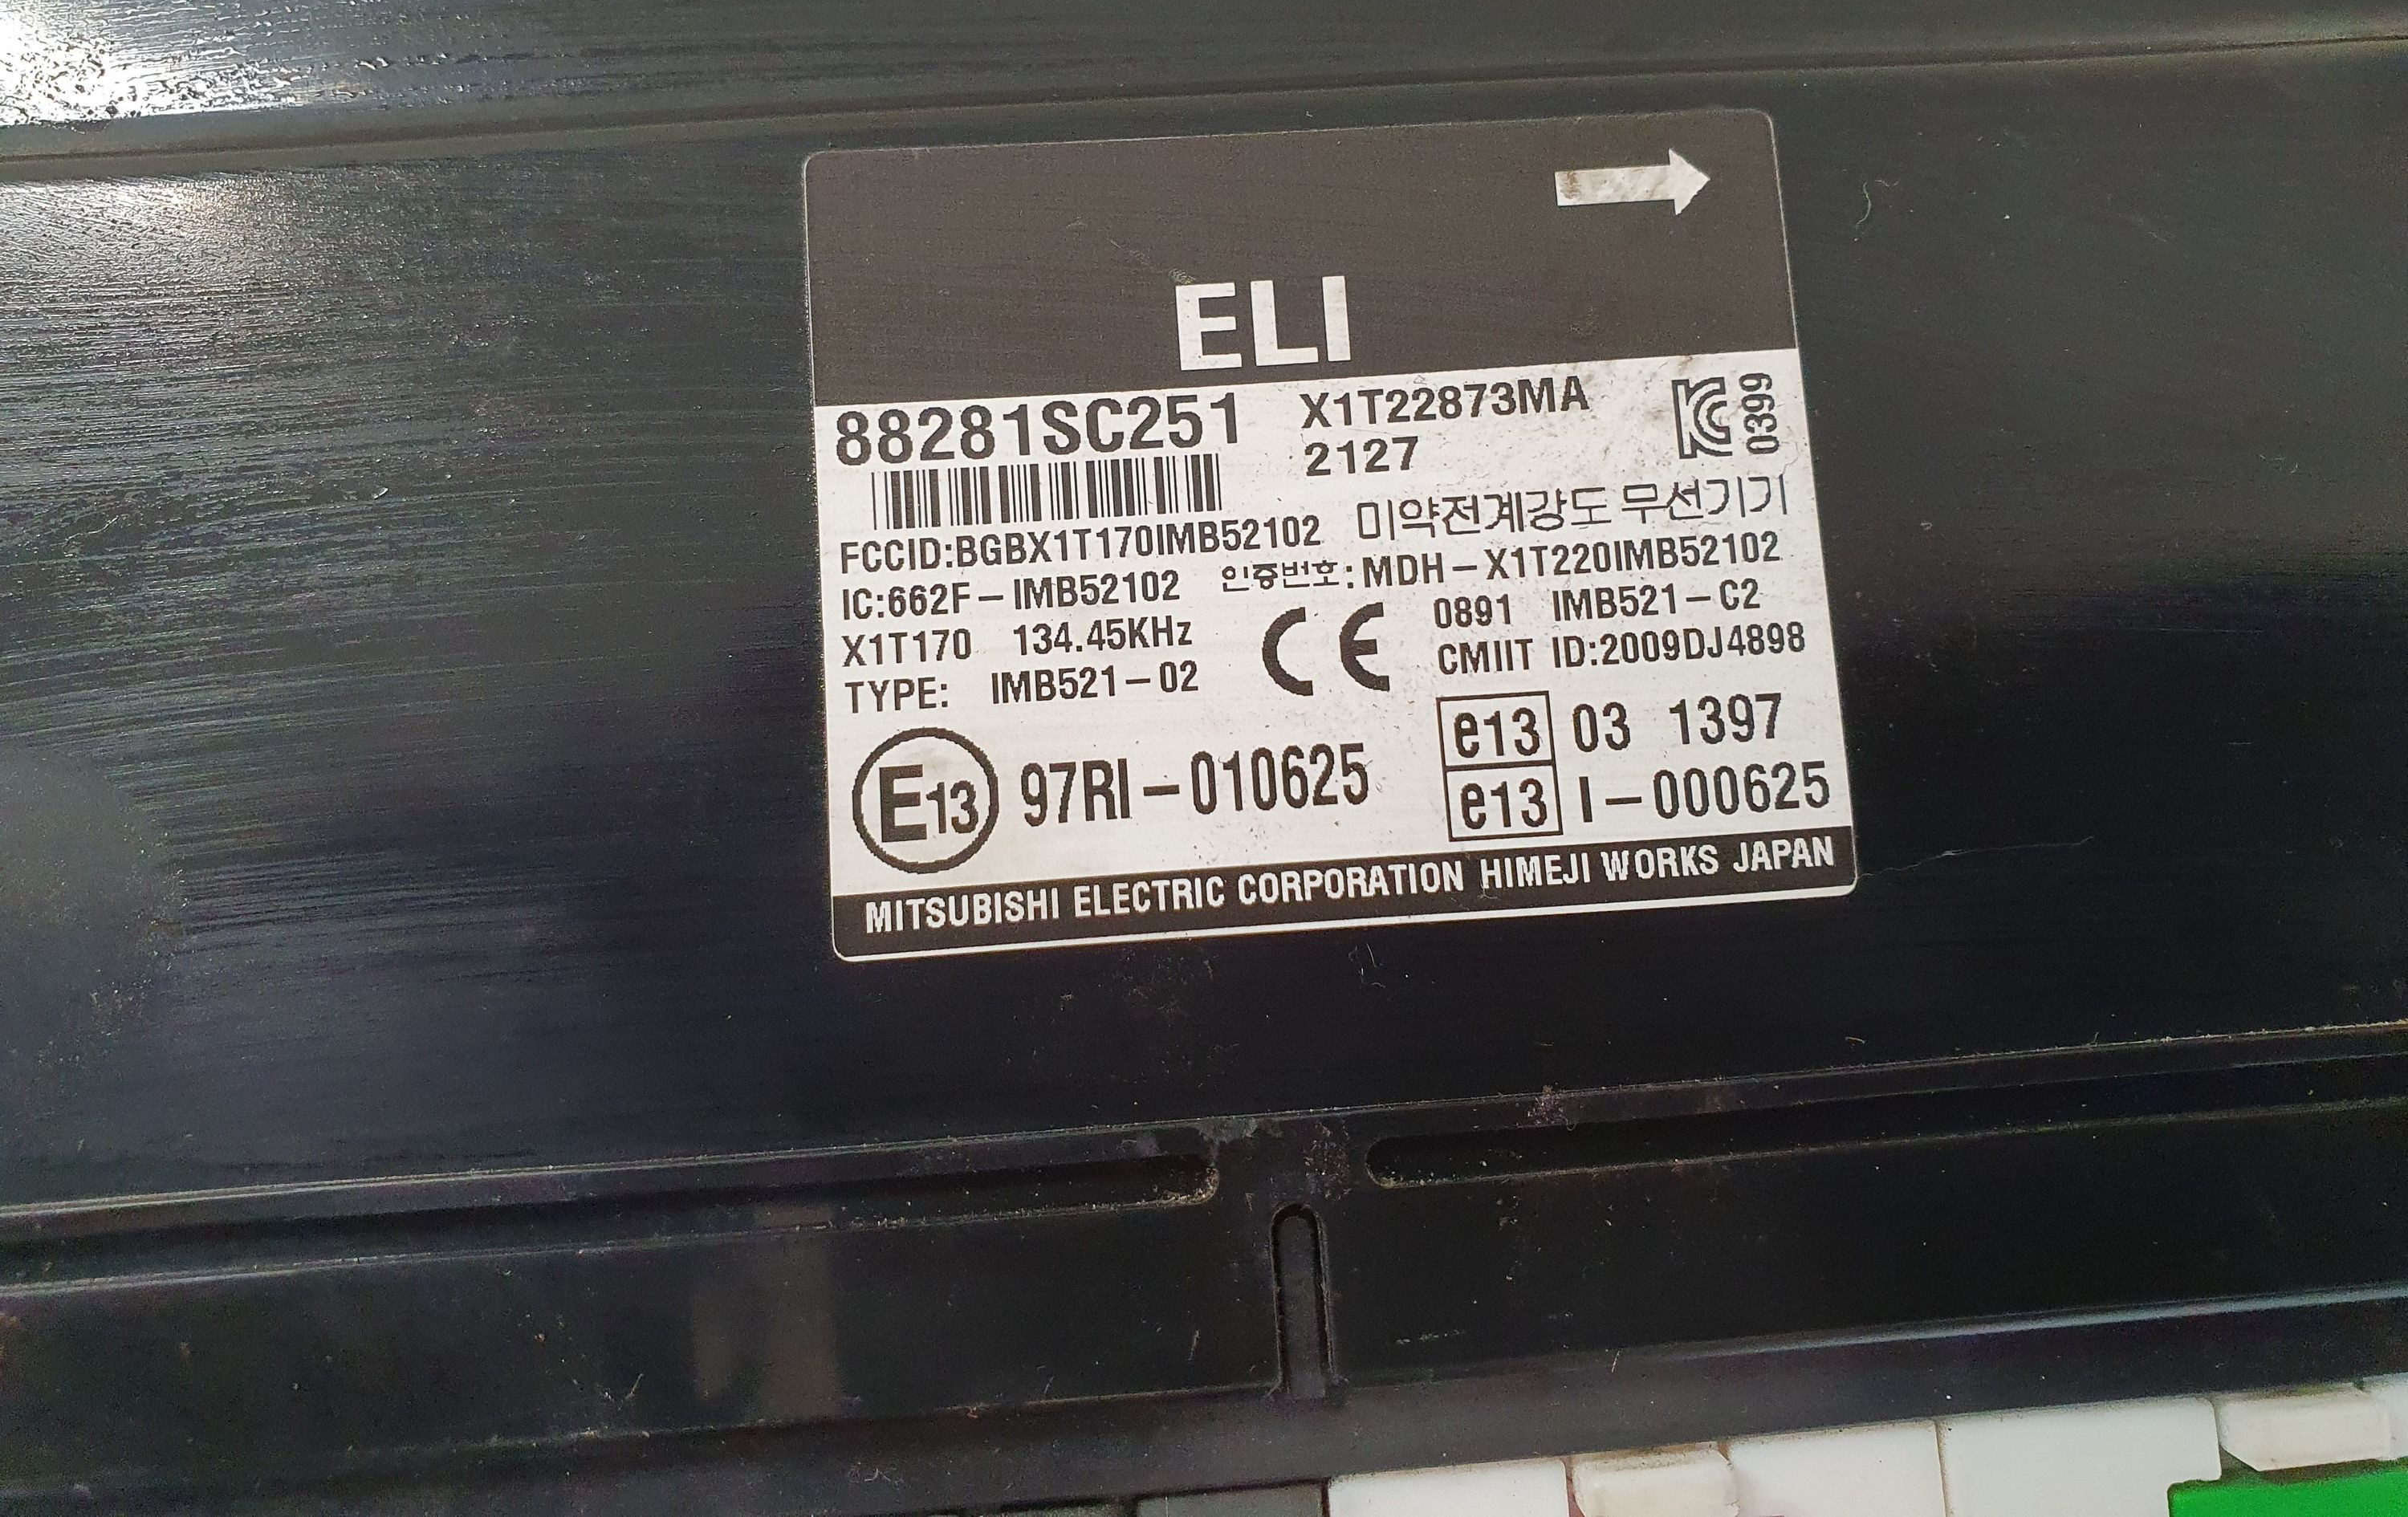 ELI
88281SC251 X1T22873MA
2127
KC 0399
미약전계강도 무선기기
FCCID:BGBX1T170IMB52102
인증번호:MDH-X1T220IMB52102
IC:662F-IMB52102
0891 IMB521-C2
X1T170 134.45KHz
CE
CMIIT ID:2009DJ4898
TYPE: IMB521-02
e13 03 1397
E13 97RI-010625
e13 I-000625
MITSUBISHI ELECTRIC CORPORATION HIMEJI WORKS JAPAN